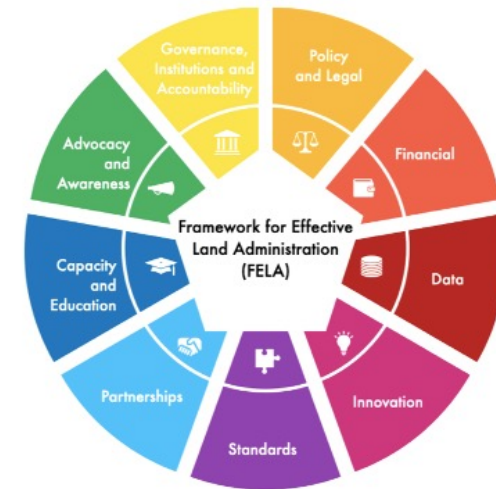 Governance,
Institutions and
Accountability
Policy
and Legal
Financial
Data
Innovation
Standards
Partnerships
Capacity
and
Education
Advocacy
and
Awareness
Framework for Effective
Land Administration
(FELA)